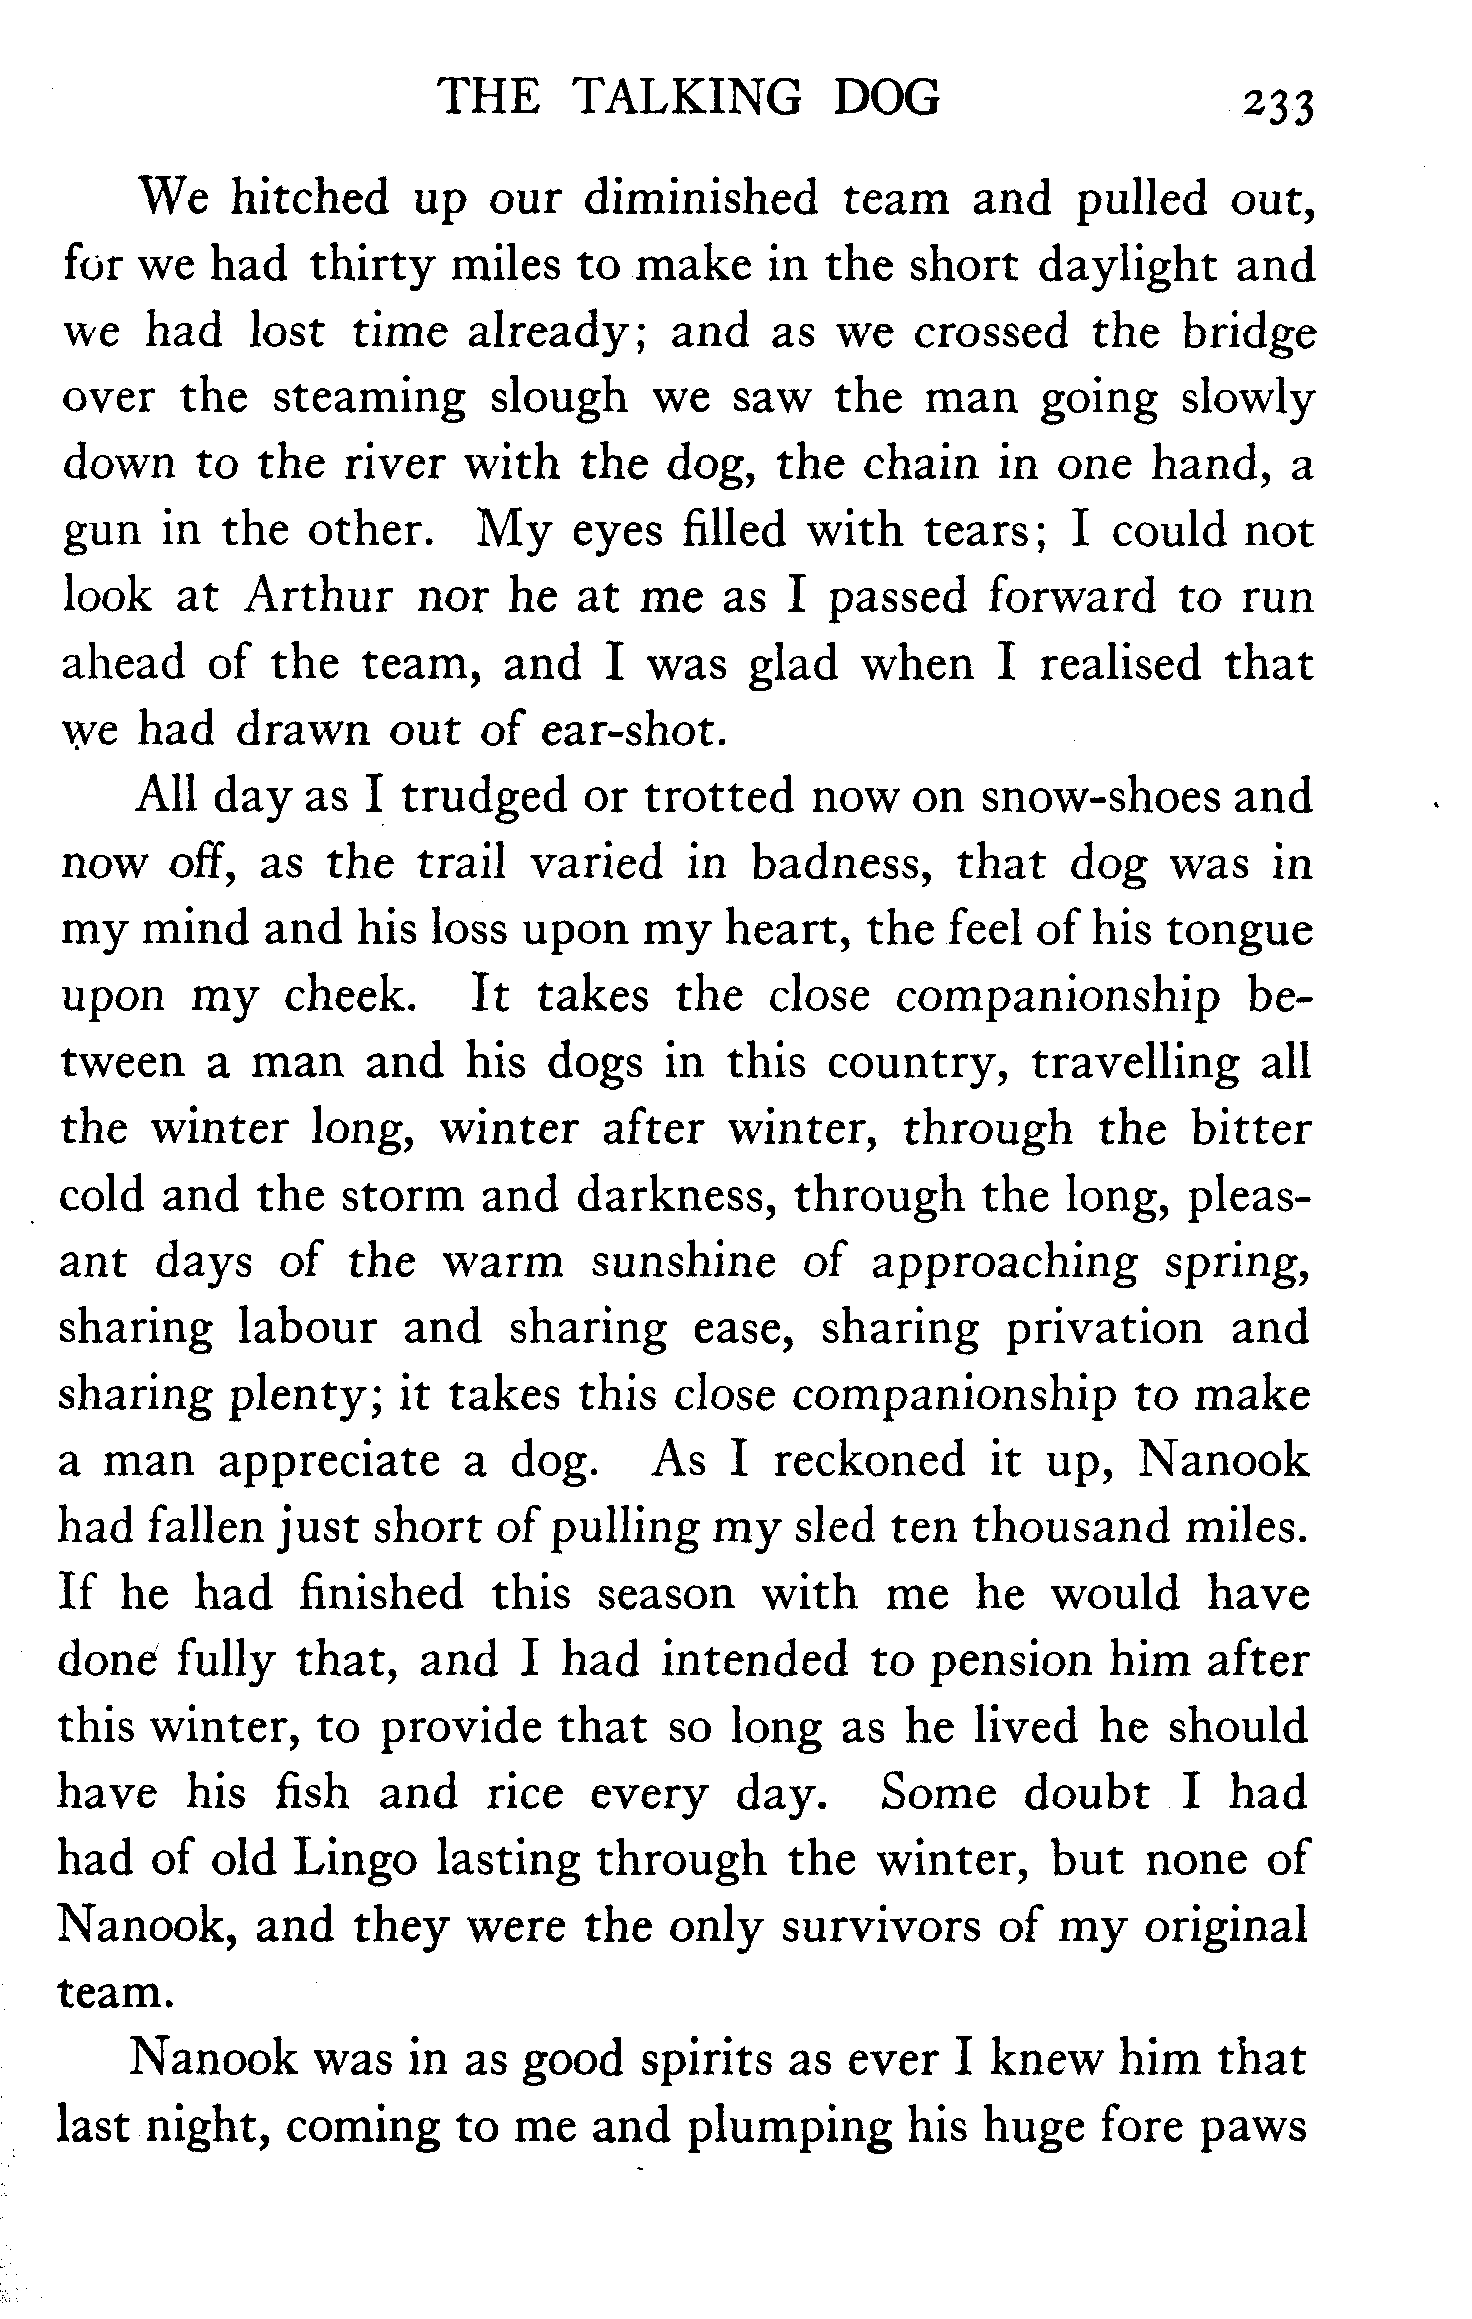 THE TALKING DOG 233
We hitched up our diminished team and pulled out,
for we had thirty miles to make in the short daylight and
we had lost time already; and as we crossed the bridge
over the steaming slough we saw the man going slowly
down to the river with the dog, the chain in one hand, a
gun in the other. My eyes filled with tears; I could not
look at Arthur nor he at me as I passed forward to run
ahead of the team, and I was glad when I realised that
we had drawn out of ear-shot.
All day as I trudged or trotted now on snow-shoes and
now off, as the trail varied in badness, that dog was in
my mind and his loss upon my heart, the feel of his tongue
upon my cheek. It takes the close companionship be-
tween a man and his dogs in this country, travelling all
the winter long, winter after winter, through the bitter
cold and the storm and darkness, through the long, pleas-
ant days of the warm sunshine of approaching spring,
sharing labour and sharing ease, sharing privation and
sharing plenty; it takes this close companionship to make
a man appreciate a dog. As I reckoned it up, Nanook
had fallen just short of pulling my sled ten thousand miles.
If he had finished this season with me he would have
done fully that, and I had intended to pension him after
this winter, to provide that so long as he lived he should
have his fish and rice every day. Some doubt I had
had of old Lingo lasting through the winter, but none of
Nanook, and they were the only survivors of my original
team.
Nanook was in as good spirits as ever I knew him that
last night, coming to me and plumping his huge fore paws